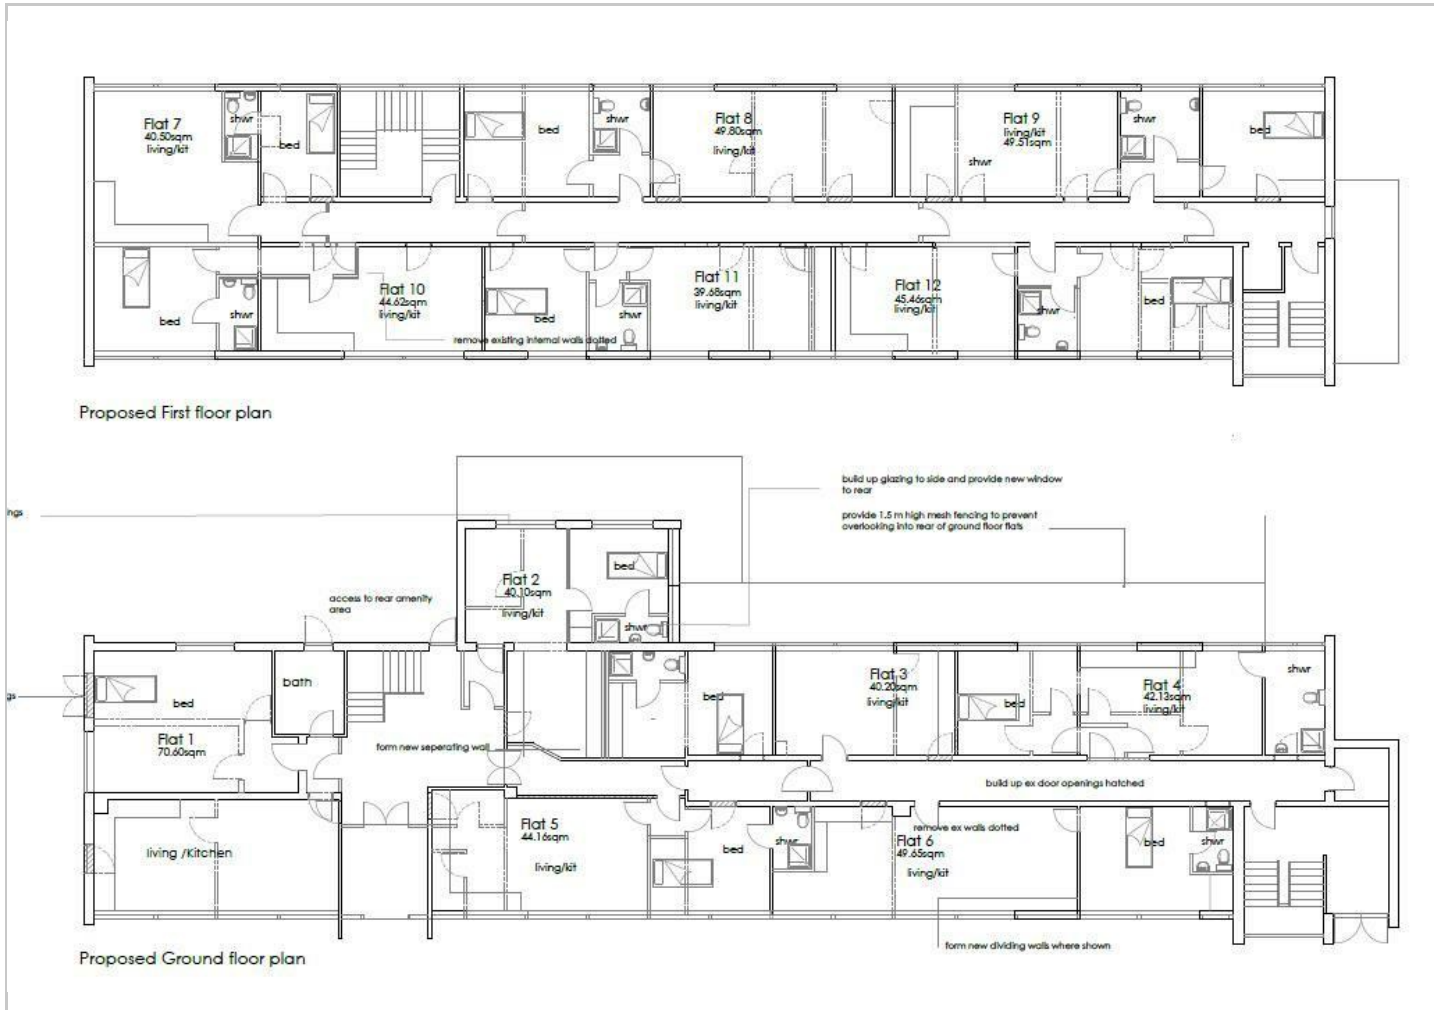 Flat 7
40.50sqm
living/kit
shwr
bed
bed
shwr
Flat 8
49.80sqm
living/kit
Flat 9
living/kit
49.51sqm
shwr
shwr
bed
bed
shwr
Flat 10
44.62sqm
living/kit
remove existing internal walls dotted
bed
shwr
Flat 11
39.68sqm
living/kit
Flat 12
45.46sqm
living/kit
shwr
bed
Proposed First floor plan
ngs
build up glazing to side and provide new window
to rear
provide 1.5 m high mesh fencing to prevent
overlooking into rear of ground floor flats
access to rear amenity
area
Flat 2
40.10sqm
living/kit
bed
shwr
gs
bed
bath
Flat 1
70.60sqm
form new seperating wall
bed
Flat 3
40.20sqm
living/kit
bed
Flat 4
42.13sqm
living/kit
shwr
build up ex door openings hatched
living /Kitchen
Flat 5
44.16sqm
living/kit
bed
shwr
remove ex walls dotted
Flat 6
49.65sqm
living/kit
bed
shwr
form new dividing walls where shown
Proposed Ground floor plan